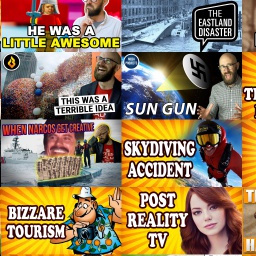 HE WAS A
LITTLE AWESOME
THE
EASTLAND
DISASTER
THIS WAS A
TERRIBLE IDEA
SUN GUN
WHEN NARCOS GET CREATIVE
SKYDIVING
ACCIDENT
BIZZARE
TOURISM
POST
REALITY
TV